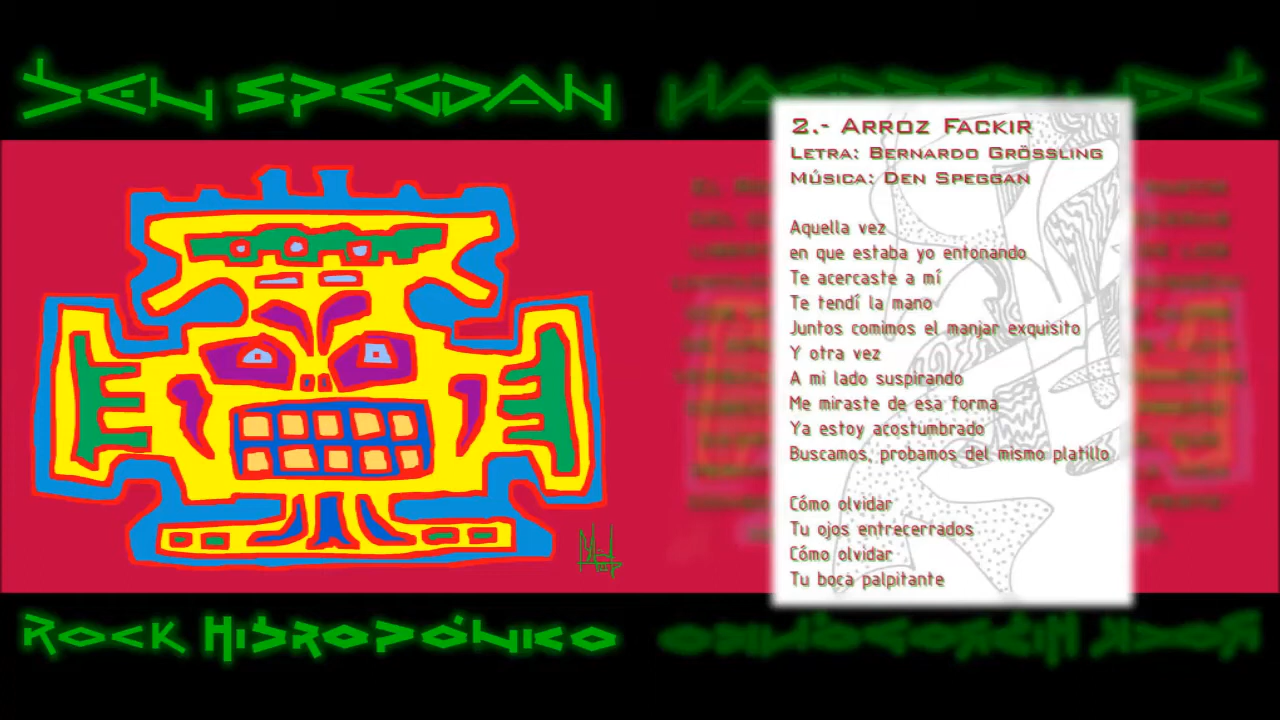 Den Speggan
2.- Arroz Fackir
Letra: Bernardo Grössling
Música: Den Speggan
Aquella vez
en que estaba yo entonando
Te acercaste a mí
Te tendí la mano
Juntos comimos el manjar exquisito
Y otra vez
A mi lado suspirando
Me miraste de esa forma
Ya estoy acostumbrado
Buscamos, probamos del mismo platillo
Cómo olvidar
Tu ojos entrecerrados
Cómo olvidar
Tu boca palpitante
Rock Hidropónico